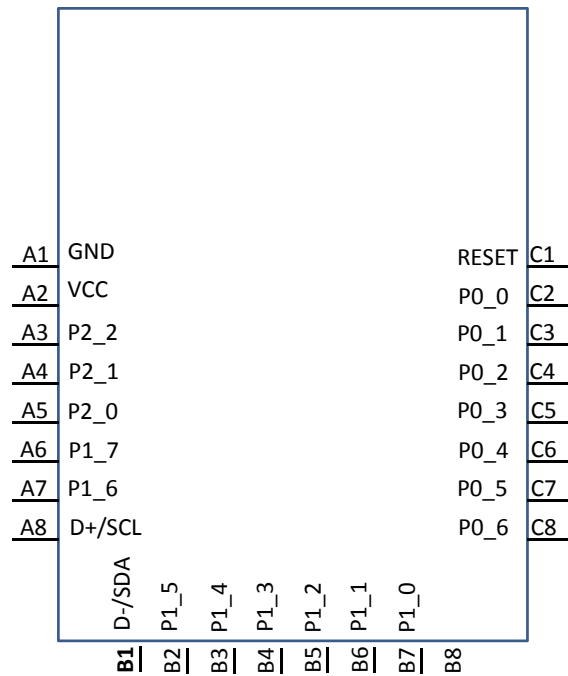 A1 GND RESET C1
A2 VCC P0_0 C2
A3 P2_2 P0_1 C3
A4 P2_1 P0_2 C4
A5 P2_0 P0_3 C5
A6 P1_7 P0_4 C6
A7 P1_6 P0_5 C7
A8 D+/SCL P0_6 C8
D-/SDA P1_5 P1_4 P1_3 P1_2 P1_1 P1_0
B1 B2 B3 B4 B5 B6 B7 B8